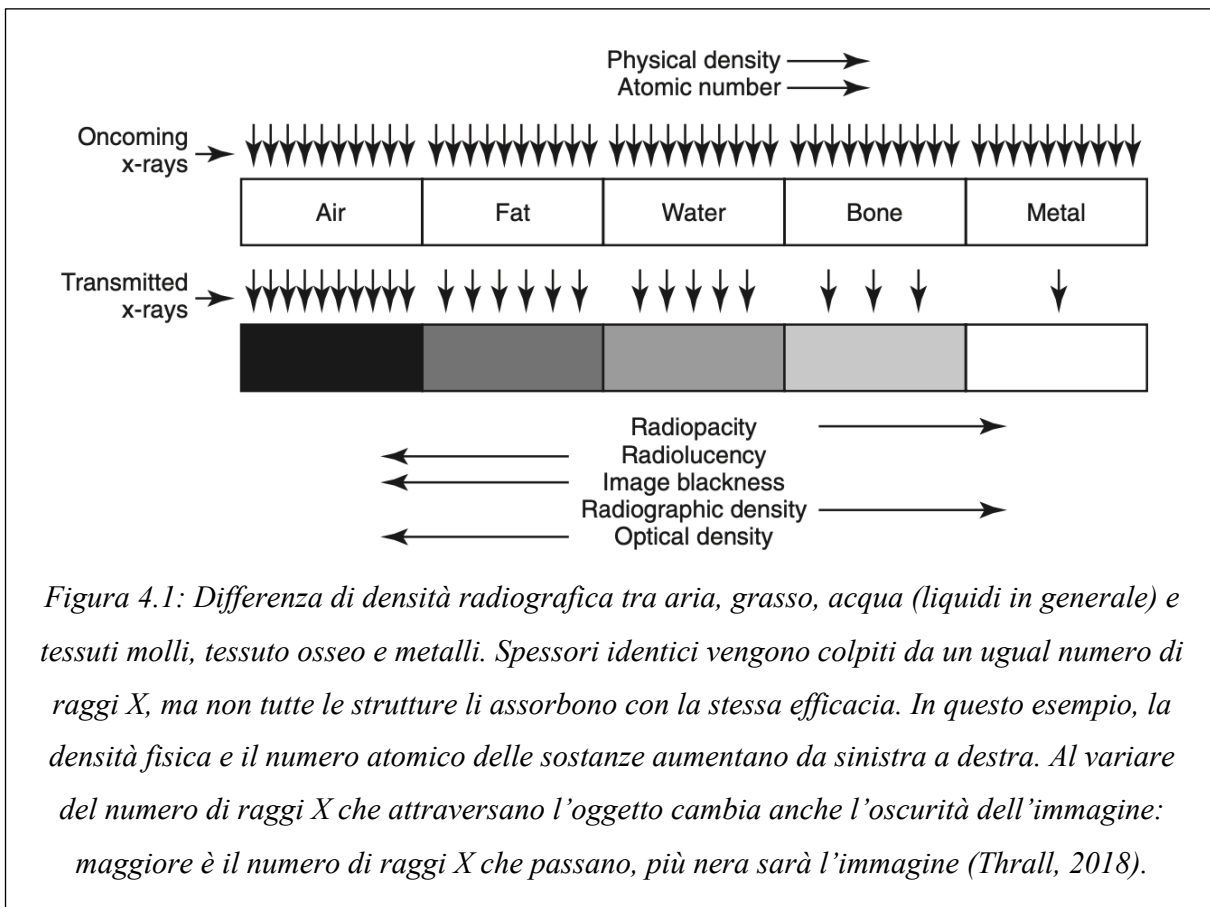 Physical density
Atomic number
Oncoming
x-rays
Air Fat Water Bone Metal
Transmitted
x-rays
Radiopacity
Radiolucency
Image blackness
Radiographic density
Optical density
Figura 4.1: Differenza di densità radiografica tra aria, grasso, acqua (liquidi in generale) e
tessuti molli, tessuto osseo e metalli. Spessori identici vengono colpiti da un ugual numero di
raggi X, ma non tutte le strutture li assorbono con la stessa efficacia. In questo esempio, la
densità fisica e il numero atomico delle sostanze aumentano da sinistra a destra. Al variare
del numero di raggi X che attraversano l’oggetto cambia anche l’oscurità dell’immagine:
maggiore è il numero di raggi X che passano, più nera sarà l’immagine (Thrall, 2018).